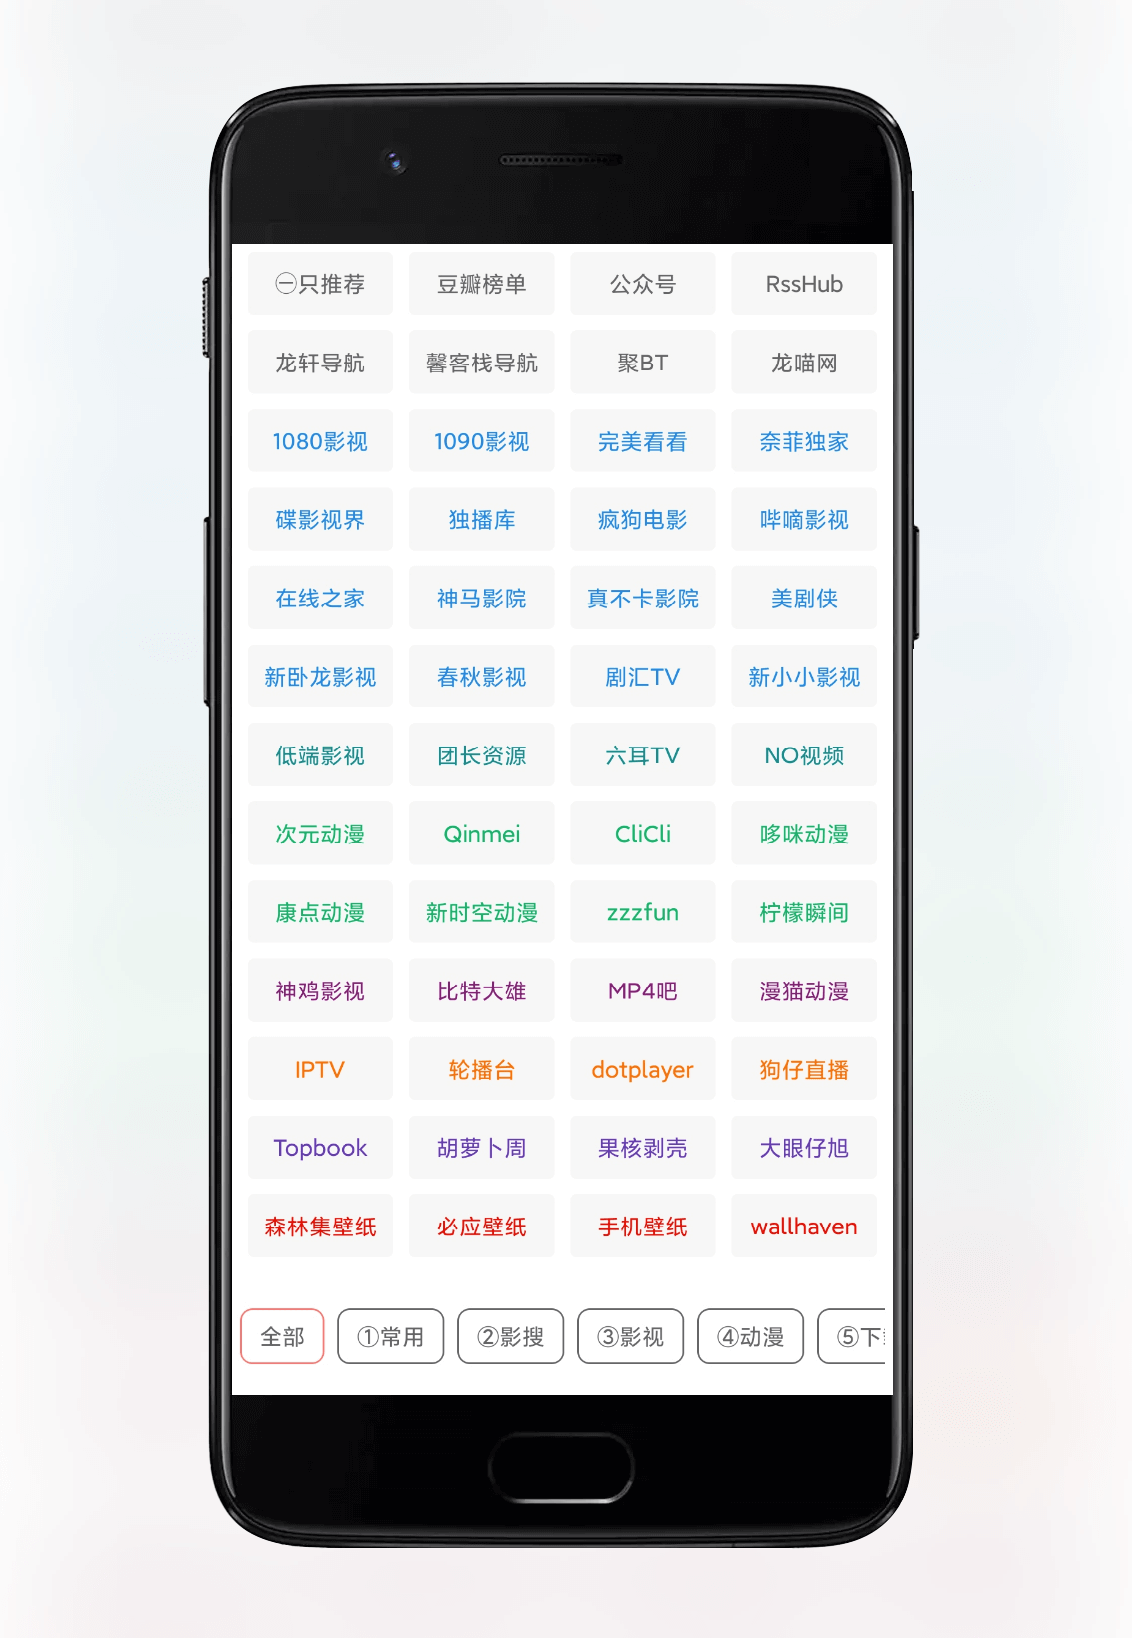 ㊀只推荐 豆瓣榜单 公众号 RssHub
龙轩导航 馨客栈导航 聚BT 龙喵网
1080影视 1090影视 完美看看 奈菲独家
碟影视界 独播库 疯狗电影 哔嘀影视
在线之家 神马影院 真不卡影院 美剧侠
新卧龙影视 春秋影视 剧汇TV 新小小影视
低端影视 团长资源 六耳TV NO视频
次元动漫 Qinmei CliCli 哆咪动漫
康点动漫 新时空动漫 zzzfun 柠檬瞬间
神鸡影视 比特大雄 MP4吧 漫猫动漫
IPTV 轮播台 dotplayer 狗仔直播
Topbook 胡萝卜周 果核剥壳 大眼仔旭
森林集壁纸 必应壁纸 手机壁纸 wallhaven
全部 ①常用 ②影搜 ③影视 ④动漫 ⑤下